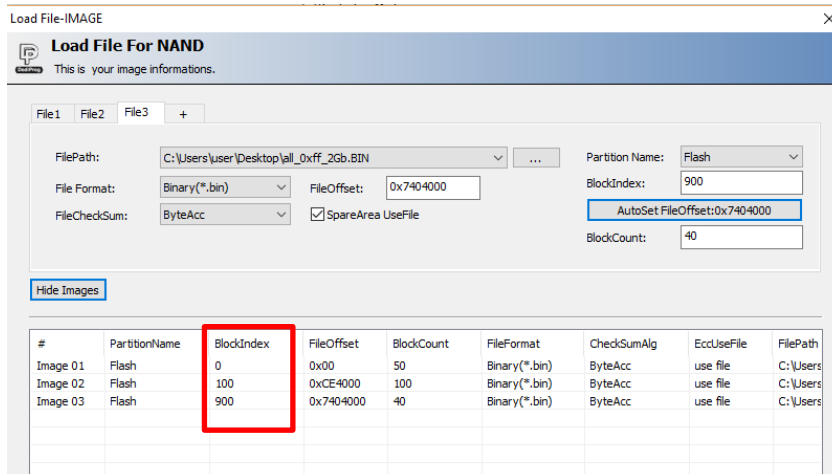 Load File-IMAGE
Load File For NAND
DediProg
This is your image informations.
File1 File2 File3 +
FilePath: C:\Users\user\Desktop\all_0xff_2Gb.BIN ... Partition Name: Flash
File Format: Binary(*.bin) FileOffset: 0x7404000 BlockIndex: 900
FileCheckSum: ByteAcc SpareArea UseFile AutoSet FileOffset:0x7404000
BlockCount: 40
Hide Images
# PartitionName BlockIndex FileOffset BlockCount FileFormat CheckSumAlg EccUseFile FilePath
Image 01 Flash 0 0x00 50 Binary(*.bin) ByteAcc use file C:\Users
Image 02 Flash 100 0xCE4000 100 Binary(*.bin) ByteAcc use file C:\Users
Image 03 Flash 900 0x7404000 40 Binary(*.bin) ByteAcc use file C:\Users